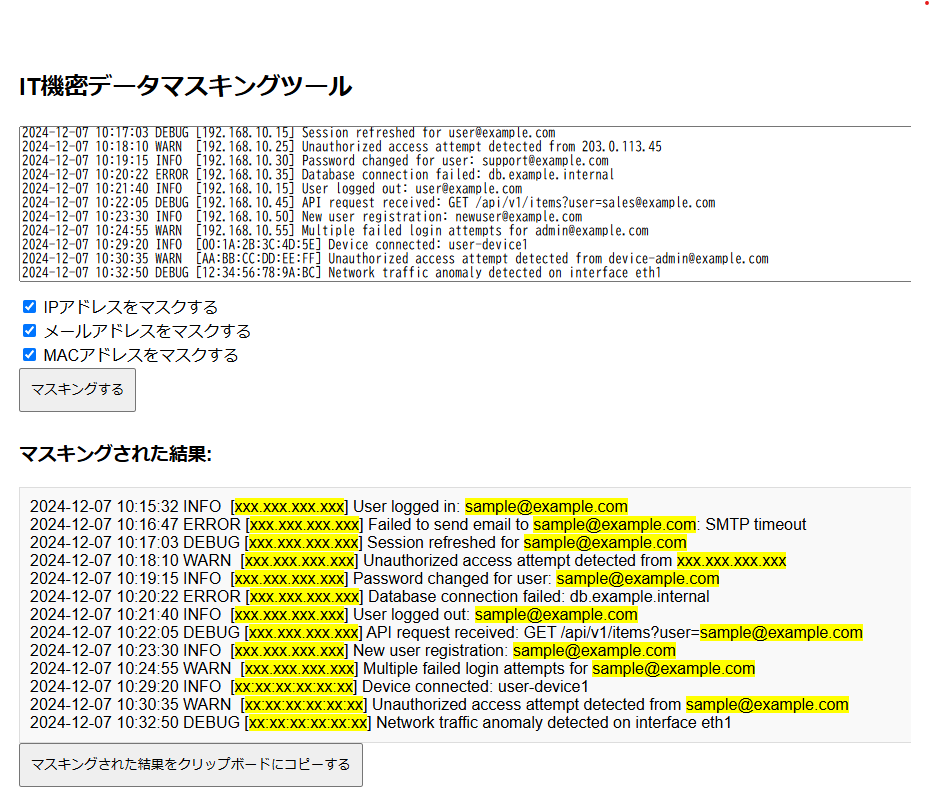 IT機密データマスキングツール
2024-12-07 10:17:03 DEBUG [192.168.10.15] Session refreshed for user@example.com
2024-12-07 10:18:10 WARN  [192.168.10.25] Unauthorized access attempt detected from 203.0.113.45
2024-12-07 10:19:15 INFO  [192.168.10.30] Password changed for user: support@example.com
2024-12-07 10:20:22 ERROR [192.168.10.35] Database connection failed: db.example.internal
2024-12-07 10:21:40 INFO  [192.168.10.15] User logged out: user@example.com
2024-12-07 10:22:05 DEBUG [192.168.10.45] API request received: GET /api/v1/items?user=sales@example.com
2024-12-07 10:23:30 INFO  [192.168.10.50] New user registration: newuser@example.com
2024-12-07 10:24:55 WARN  [192.168.10.55] Multiple failed login attempts for admin@example.com
2024-12-07 10:29:20 INFO  [00:1A:2B:3C:4D:5E] Device connected: user-device1
2024-12-07 10:30:35 WARN  [AA:BB:CC:DD:EE:FF] Unauthorized access attempt detected from device-admin@example.com
2024-12-07 10:32:50 DEBUG [12:34:56:78:9A:BC] Network traffic anomaly detected on interface eth1
IPアドレスをマスクする
メールアドレスをマスクする
MACアドレスをマスクする
マスキングする
マスキングされた結果:
2024-12-07 10:15:32 INFO  [xxx.xxx.xxx.xxx] User logged in: sample@example.com
2024-12-07 10:16:47 ERROR [xxx.xxx.xxx.xxx] Failed to send email to sample@example.com: SMTP timeout
2024-12-07 10:17:03 DEBUG [xxx.xxx.xxx.xxx] Session refreshed for sample@example.com
2024-12-07 10:18:10 WARN  [xxx.xxx.xxx.xxx] Unauthorized access attempt detected from xxx.xxx.xxx.xxx
2024-12-07 10:19:15 INFO  [xxx.xxx.xxx.xxx] Password changed for user: sample@example.com
2024-12-07 10:20:22 ERROR [xxx.xxx.xxx.xxx] Database connection failed: db.example.internal
2024-12-07 10:21:40 INFO  [xxx.xxx.xxx.xxx] User logged out: sample@example.com
2024-12-07 10:22:05 DEBUG [xxx.xxx.xxx.xxx] API request received: GET /api/v1/items?user=sample@example.com
2024-12-07 10:23:30 INFO  [xxx.xxx.xxx.xxx] New user registration: sample@example.com
2024-12-07 10:24:55 WARN  [xxx.xxx.xxx.xxx] Multiple failed login attempts for sample@example.com
2024-12-07 10:29:20 INFO  [xx:xx:xx:xx:xx:xx] Device connected: user-device1
2024-12-07 10:30:35 WARN  [xx:xx:xx:xx:xx:xx] Unauthorized access attempt detected from sample@example.com
2024-12-07 10:32:50 DEBUG [xx:xx:xx:xx:xx:xx] Network traffic anomaly detected on interface eth1
マスキングされた結果をクリップボードにコピーする